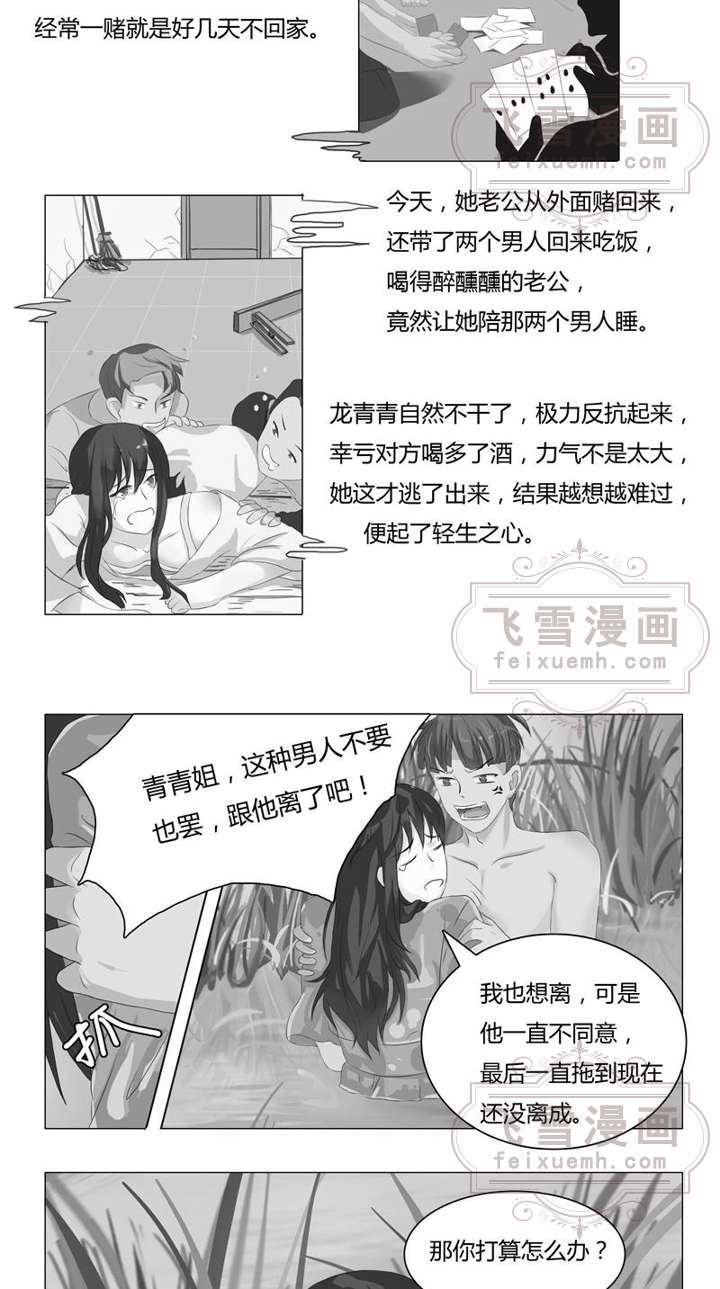 经常一赌就是好几天不回家。
飞雪漫画
feixuemh.com
今天，她老公从外面赌回来，
还带了两个男人回来吃饭，
喝得醉醺醺的老公，
竟然让她陪那两个男人睡。
龙青青自然不干了，极力反抗起来，
幸亏对方喝多了酒，力气不是太大，
她这才逃了出来，结果越想越难过，
便起了轻生之心。
飞雪漫画
feixuemh.com
青青姐，这种男人不要
也罢，跟他离了吧！
抓
我也想离，可是
他一直不同意，
最后一直拖到现在
还没离成。
飞雪漫画
feixuemh.com
那你打算怎么办？